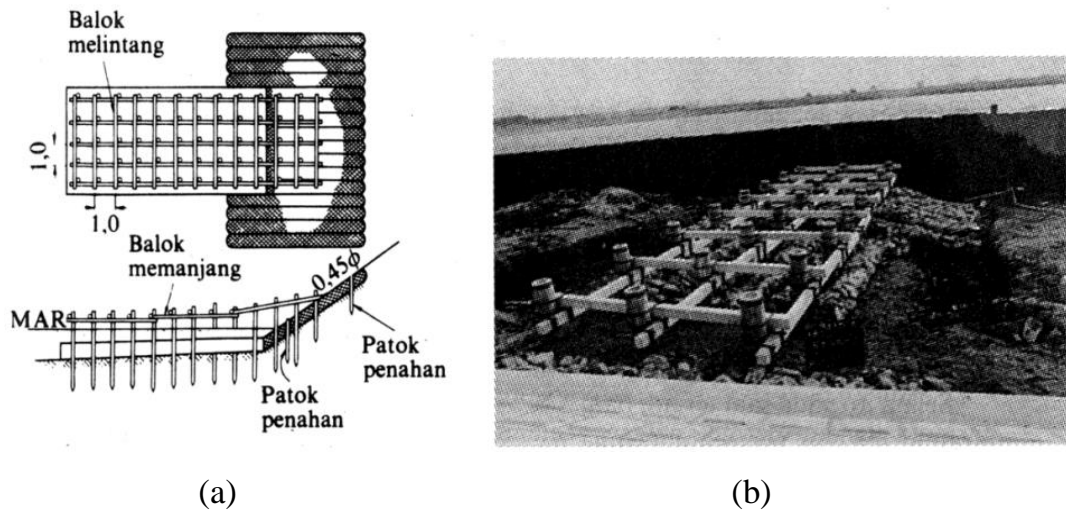 Balok
melintang
1,0
1,0
Balok
memanjang
0,45ϕ
MAR
Patok
penahan
Patok
penahan
(a)
(b)